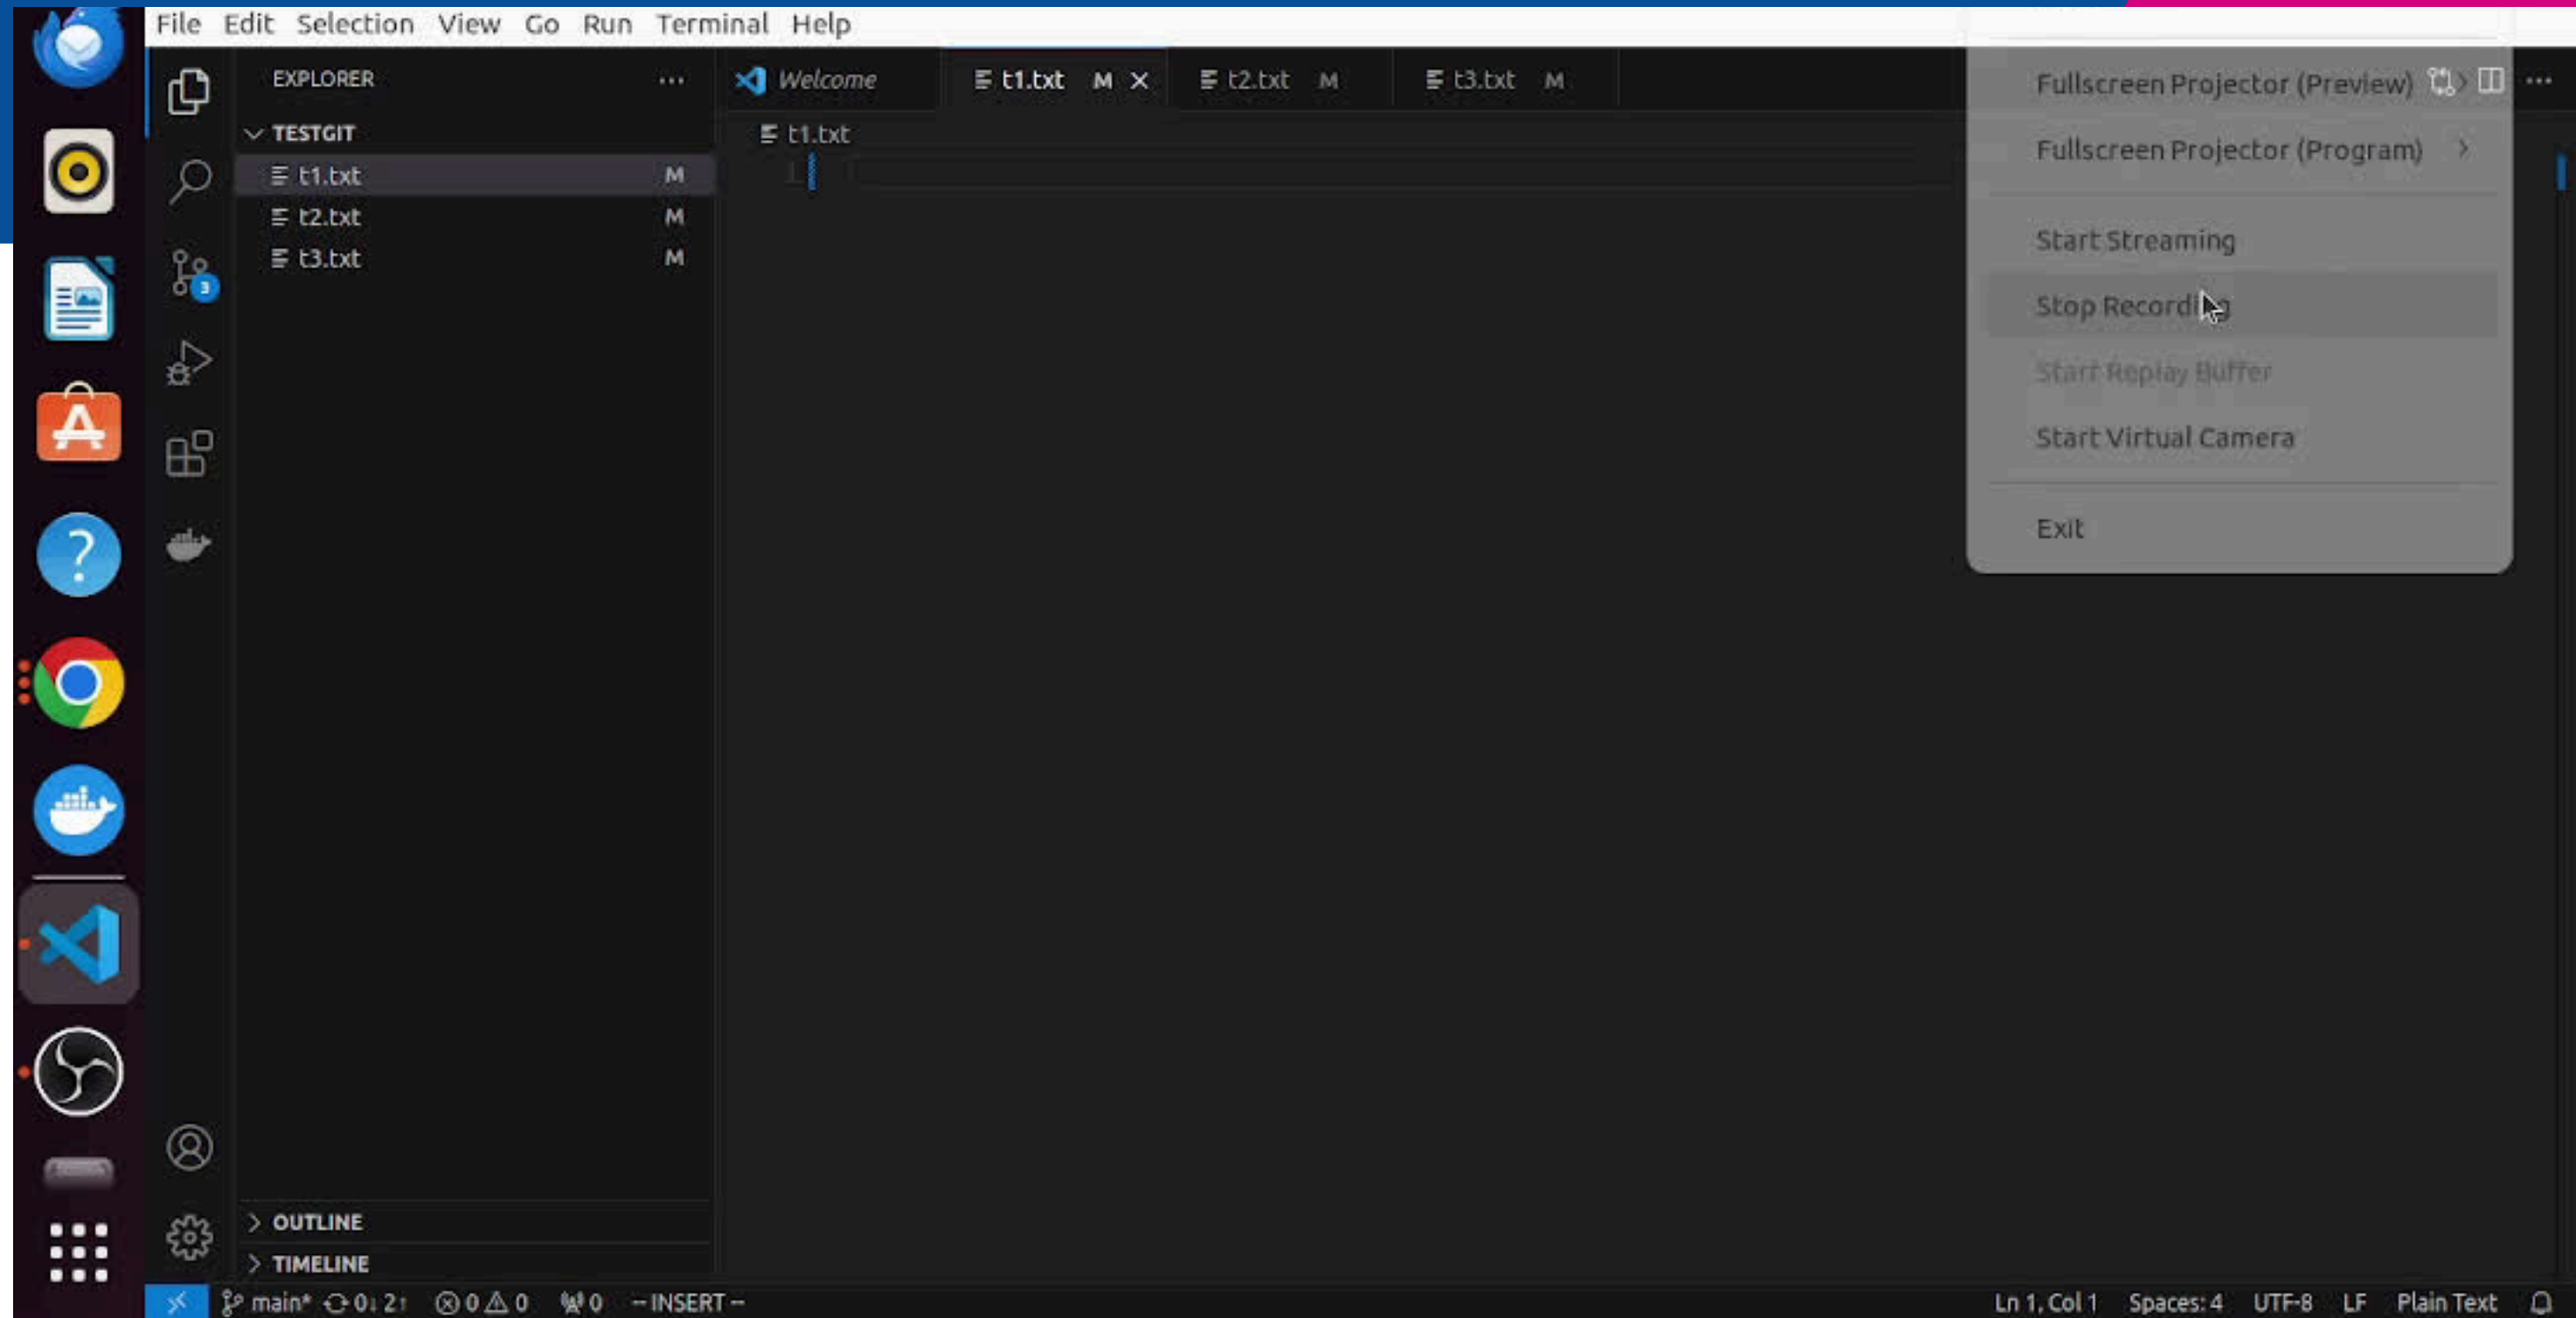 File Edit Selection View Go Run Terminal Help
EXPLORER
Welcome
t1.txt M
t2.txt M
t3.txt M
TESTGIT
t1.txt M
t2.txt M
t3.txt M
t1.txt
1
Fullscreen Projector (Preview)
Fullscreen Projector (Program)
Start Streaming
Stop Recording
Start Replay Buffer
Start Virtual Camera
Exit
3
OUTLINE
TIMELINE
main* 0↓ 2↑ 0 0 0 -- INSERT --
Ln 1, Col 1 Spaces: 4 UTF-8 LF Plain Text